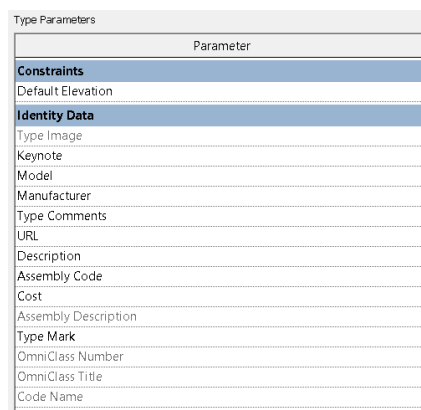 Type Parameters
Parameter
Constraints
Default Elevation
Identity Data
Type Image
Keynote
Model
Manufacturer
Type Comments
URL
Description
Assembly Code
Cost
Assembly Description
Type Mark
OmniClass Number
OmniClass Title
Code Name